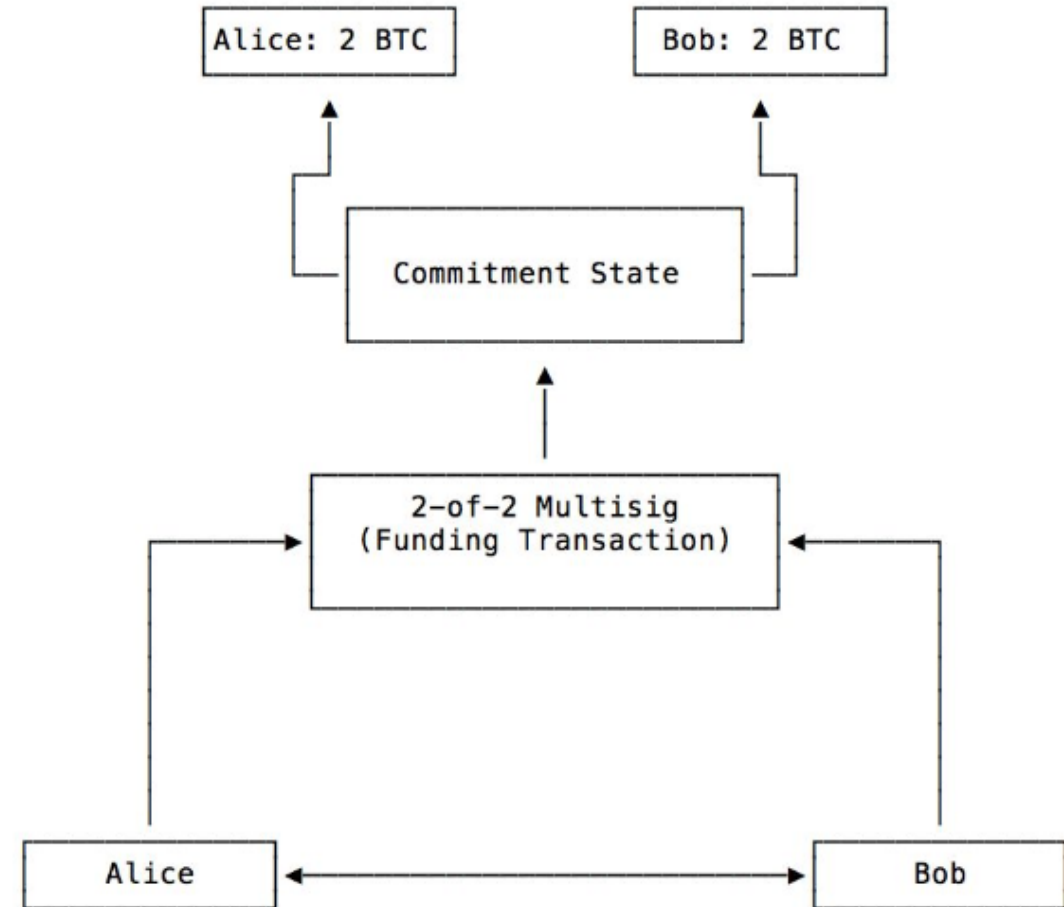 Alice: 2 BTC
Bob: 2 BTC
Commitment State
2-of-2 Multisig
(Funding Transaction)
Alice
Bob